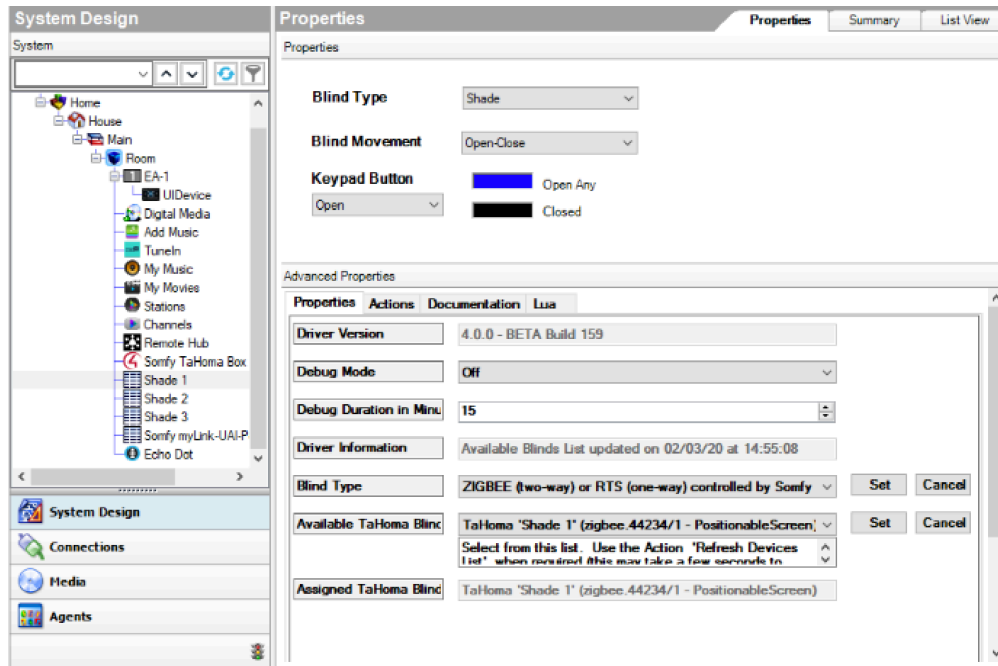 System Design
System
Home
House
Main
Room
EA-1
UIDevice
Digital Media
Add Music
TuneIn
My Music
My Movies
Stations
Channels
Remote Hub
Somfy TaHoma Box
Shade 1
Shade 2
Shade 3
Somfy myLink-UAI-P
Echo Dot
System Design
Connections
Media
Agents
Properties
Properties Summary List View
Properties
Blind Type Shade
Blind Movement Open-Close
Keypad Button
Open
Open Any
Closed
Advanced Properties
Properties Actions Documentation Lua
Driver Version 4.0.0 - BETA Build 159
Debug Mode Off
Debug Duration in Minu 15
Driver Information Available Blinds List updated on 02/03/20 at 14:55:08
Blind Type ZIGBEE (two-way) or RTS (one-way) controlled by Somfy Set Cancel
Available TaHoma Blind TaHoma 'Shade 1' (zigbee.44234/1 - PositionableScreen) Set Cancel
Select from this list. Use the Action 'Refresh Devices
List' when required (this may take a few seconds to
Assigned TaHoma Blind TaHoma 'Shade 1' (zigbee.44234/1 - PositionableScreen)